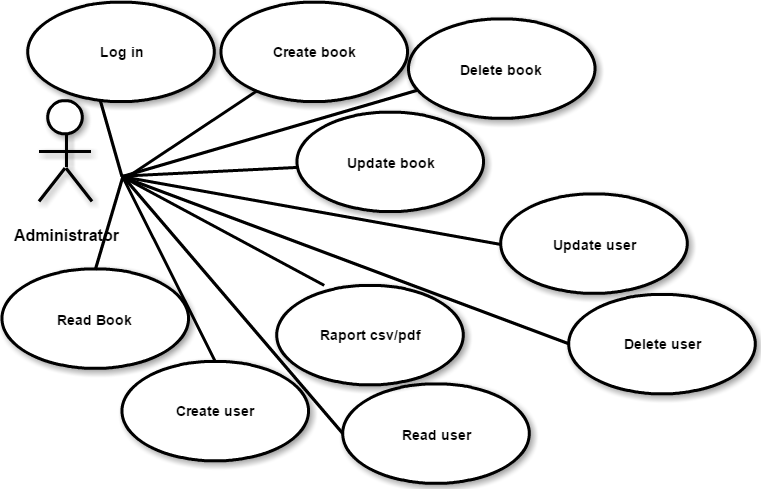 Log in
Create book
Delete book
Update book
Administrator
Update user
Read Book
Raport csv/pdf
Delete user
Create user
Read user